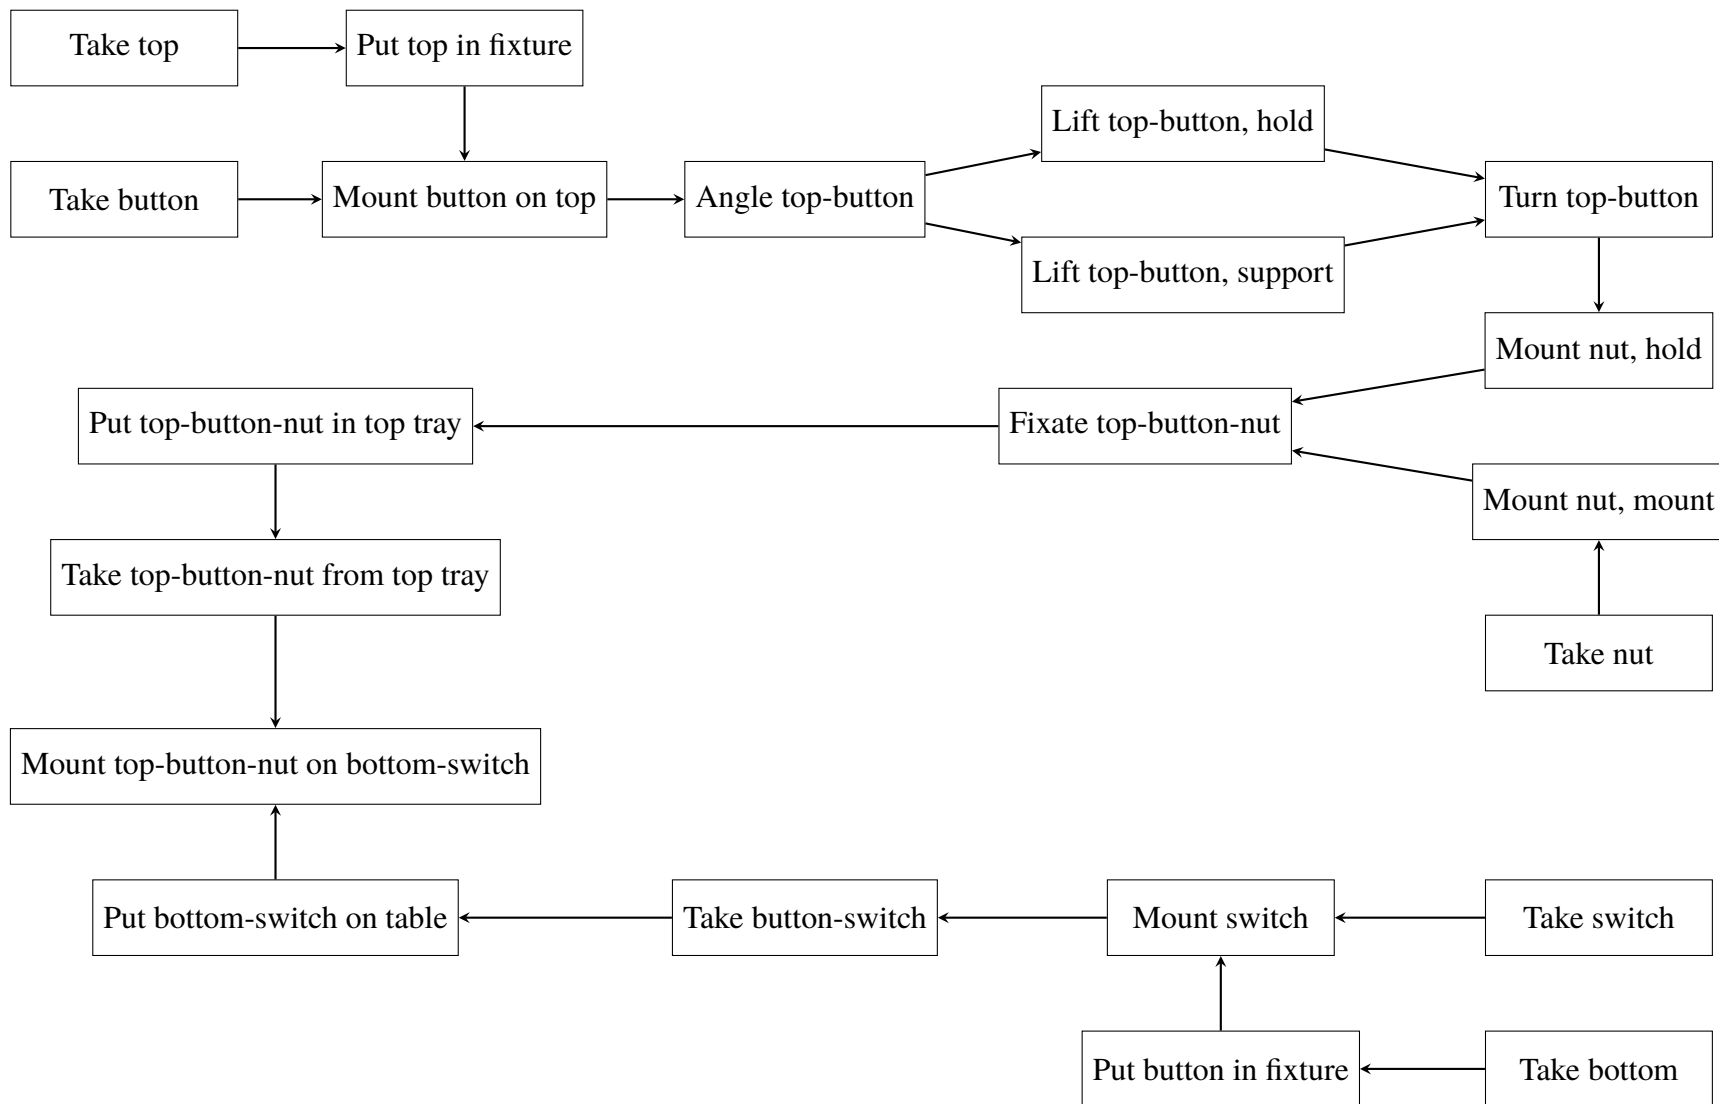 Take top
Put top in fixture
Lift top-button, hold
Take button
Mount button on top
Angle top-button
Turn top-button
Lift top-button, support
Mount nut, hold
Put top-button-nut in top tray
Fixate top-button-nut
Mount nut, mount
Take top-button-nut from top tray
Take nut
Mount top-button-nut on bottom-switch
Put bottom-switch on table
Take button-switch
Mount switch
Take switch
Put button in fixture
Take bottom